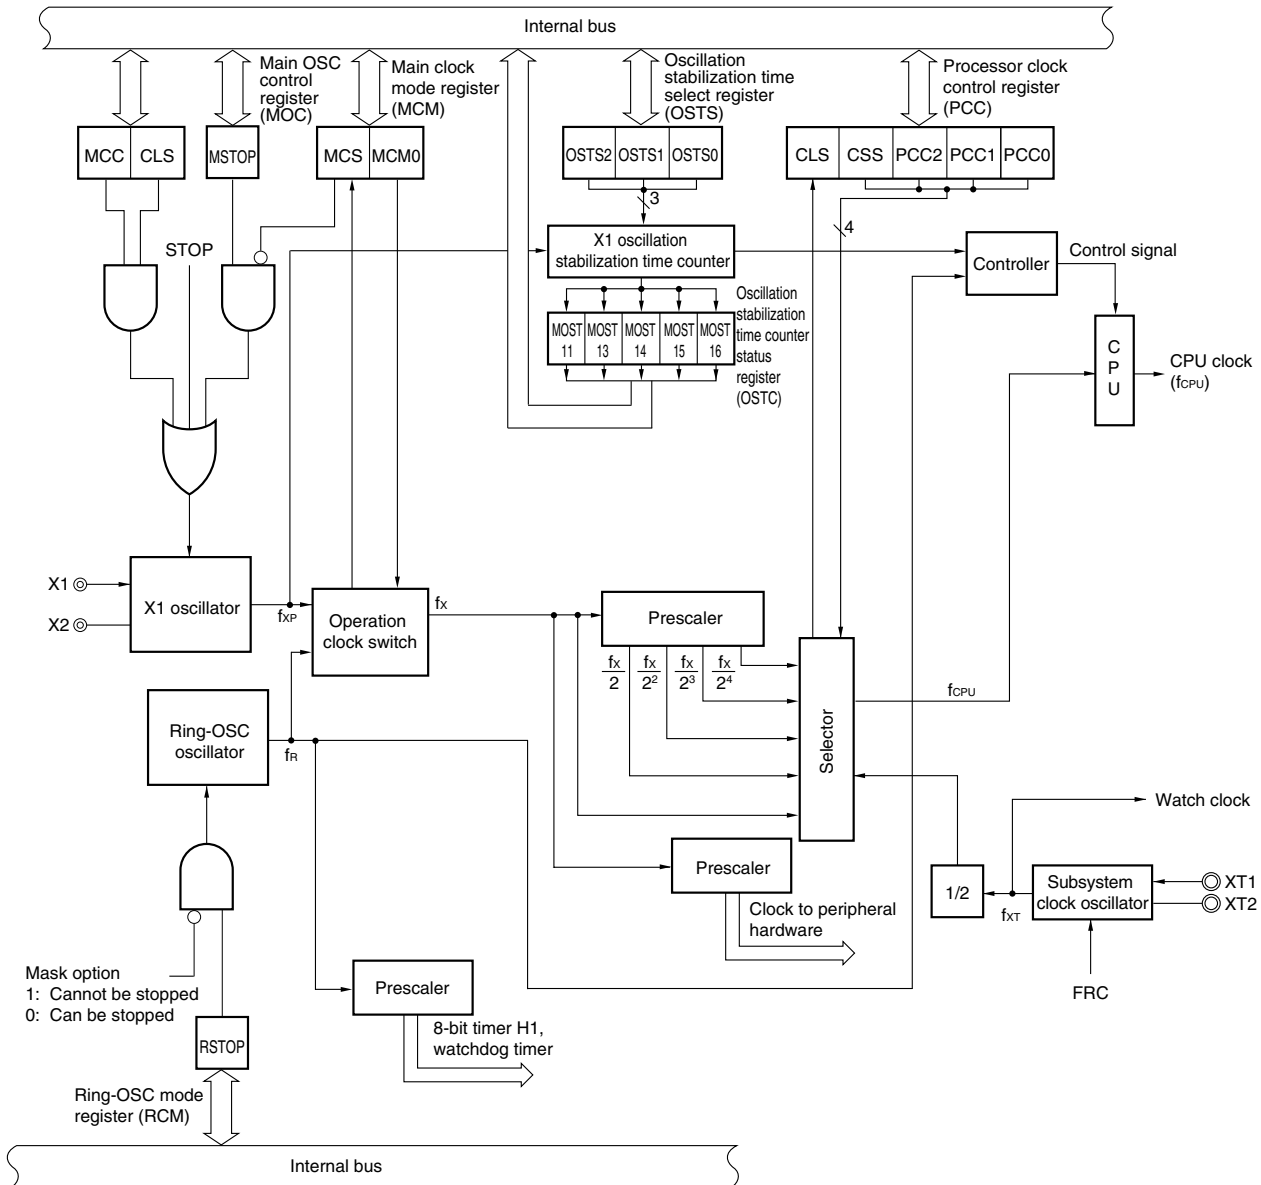 Internal bus
Main OSC
control
register
(MOC)
Main clock
mode register
(MCM)
Oscillation
stabilization time
select register
(OSTS)
Processor clock
control register
(PCC)
MCC CLS
MSTOP
MCS MCM0
OSTS2 OSTS1 OSTS0
CLS CSS PCC2 PCC1 PCC0
3
4
STOP
X1 oscillation
stabilization time counter
Controller
Control signal
MOST 11
MOST 13
MOST 14
MOST 15
MOST 16
Oscillation
stabilization
time counter
status
register
(OSTC)
C
P
U
CPU clock
(fCPU)
X1
X2
X1 oscillator
fXP
Operation
clock switch
fX
Prescaler
fX/2
fX/2²
fX/2³
fX/2⁴
Selector
fCPU
Ring-OSC
oscillator
fR
Watch clock
Prescaler
Clock to peripheral
hardware
1/2
fXT
Subsystem
clock oscillator
XT1
XT2
FRC
Mask option
1: Cannot be stopped
0: Can be stopped
Prescaler
8-bit timer H1,
watchdog timer
RSTOP
Ring-OSC mode
register (RCM)
Internal bus